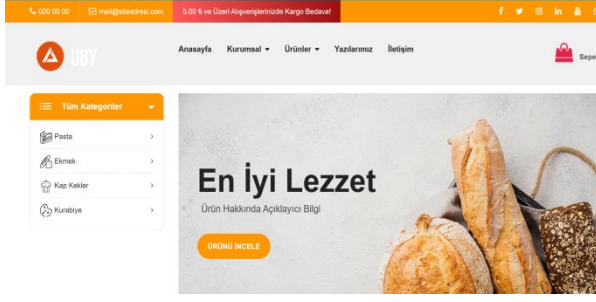 000 00 00 mail@siteadresi.com 5.00 ₺ ve Üzeri Alışverişlerinizde Kargo Bedava!
UBY Anasayfa Kurumsal Ürünler Yazılarımız İletişim
Tüm Kategoriler
Pasta
Ekmek
Kap Kekler
Kurabiye
En İyi Lezzet
Ürün Hakkında Açıklayıcı Bilgi
ÜRÜNÜ İNCELE